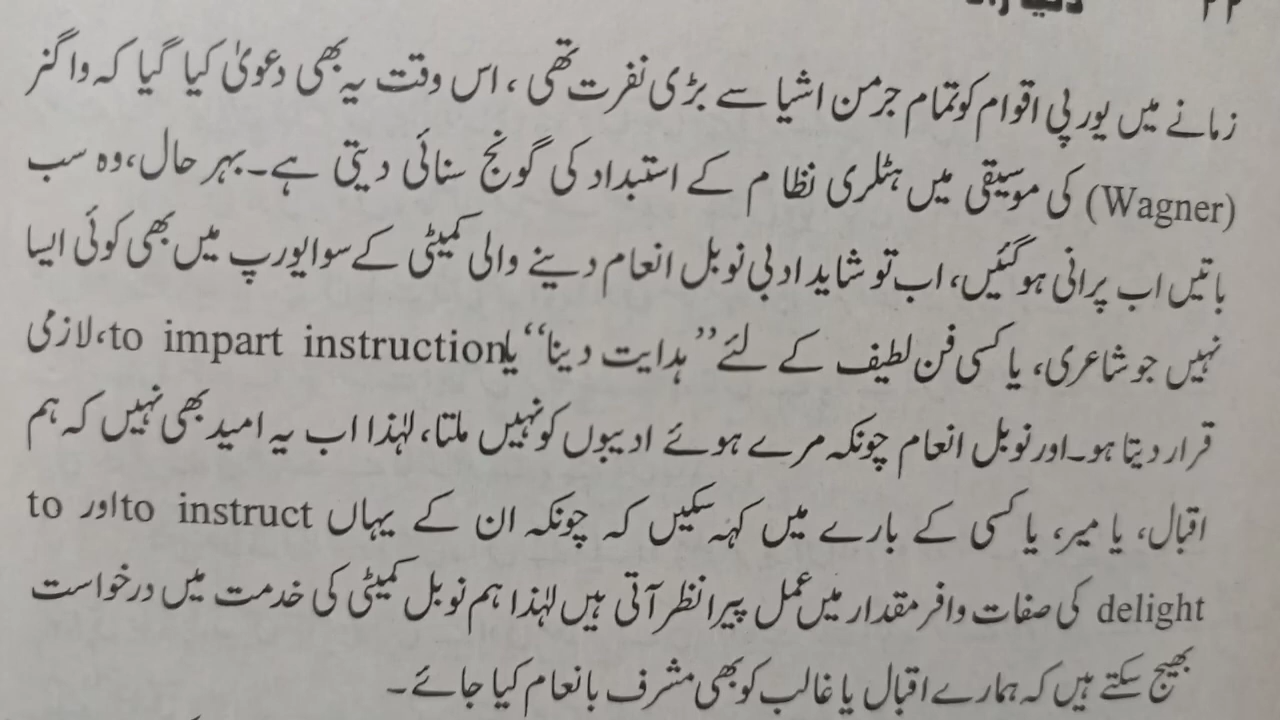 ۲۲
زمانے میں یورپی اقوام کو تمام جرمن اشیا سے بڑی نفرت تھی، اس وقت یہ بھی دعویٰ کیا گیا کہ واگنر
(Wagner) کی موسیقی میں ہٹلری نظام کے استبداد کی گونج سنائی دیتی ہے۔ بہر حال، وہ سب
باتیں اب پرانی ہو گئیں، اب تو شاید ادبی نوبل انعام دینے والی کمیٹی کے سوا یورپ میں بھی کوئی ایسا
نہیں جو شاعری، یا کسی فن لطیف کے لئے ”ہدایت دینا“ یا to impart instruction، لازمی
قرار دیتا ہو۔ اور نوبل انعام چونکہ مرے ہوئے ادیبوں کو نہیں ملتا، لہٰذا اب یہ امید بھی نہیں کہ ہم
اقبال، یا میر، یا کسی کے بارے میں کہہ سکیں کہ چونکہ ان کے یہاں to instruct اور to
delight کی صفات وافر مقدار میں عمل پیرا نظر آتی ہیں لہٰذا ہم نوبل کمیٹی کی خدمت میں درخواست
بھیج سکتے ہیں کہ ہمارے اقبال یا غالب کو بھی مشرف بانعام کیا جائے۔